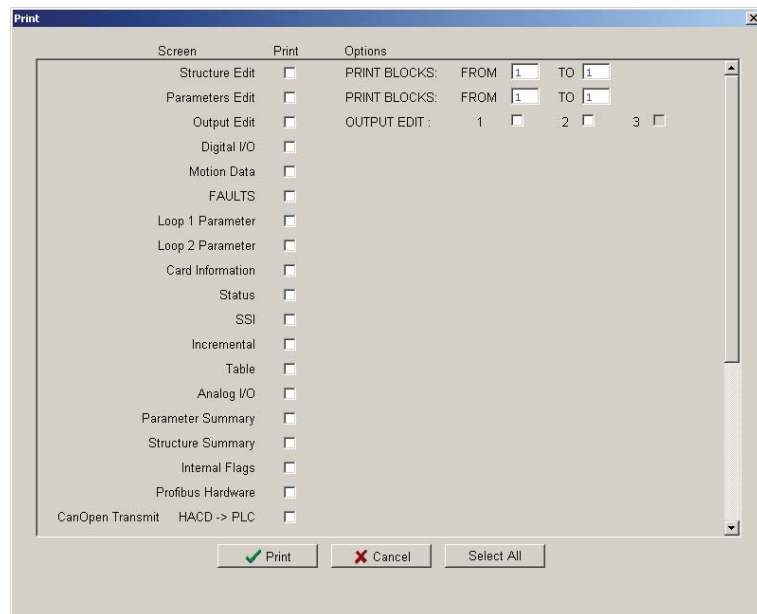 Print
Screen Print Options
Structure Edit PRINT BLOCKS: FROM 1 TO 1
Parameters Edit PRINT BLOCKS: FROM 1 TO 1
Output Edit OUTPUT EDIT : 1 2 3
Digital I/O
Motion Data
FAULTS
Loop 1 Parameter
Loop 2 Parameter
Card Information
Status
SSI
Incremental
Table
Analog I/O
Parameter Summary
Structure Summary
Internal Flags
Profibus Hardware
CanOpen Transmit HACD -> PLC
Print Cancel Select All